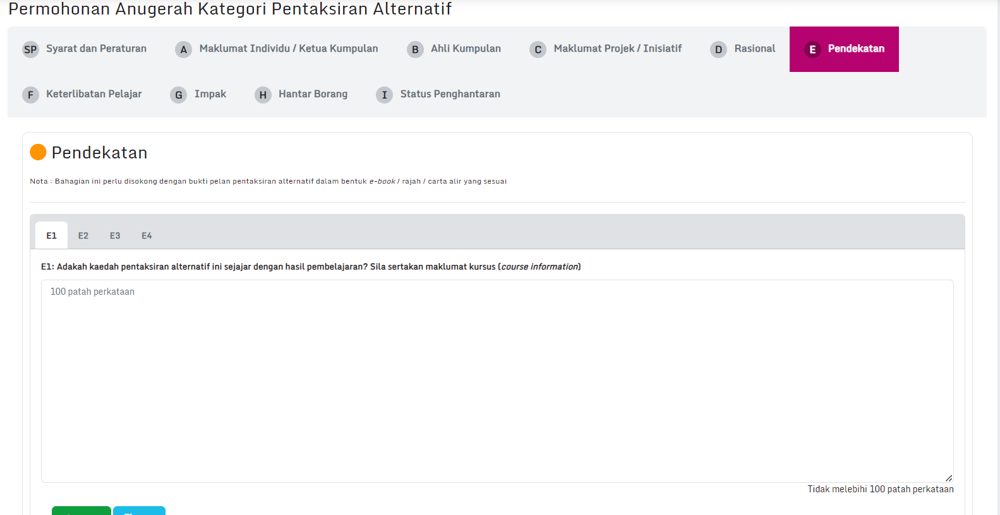 Permohonan Anugerah Kategori Pentaksiran Alternatif
SP Syarat dan Peraturan A Maklumat Individu / Ketua Kumpulan B Ahli Kumpulan C Maklumat Projek / Inisiatif D Rasional E Pendekatan
F Keterlibatan Pelajar G Impak H Hantar Borang I Status Penghantaran
Pendekatan
Nota : Bahagian ini perlu disokong dengan bukti pelan pentaksiran alternatif dalam bentuk e-book / rajah / carta alir yang sesuai
E1 E2 E3 E4
E1: Adakah kaedah pentaksiran alternatif ini sejajar dengan hasil pembelajaran? Sila sertakan maklumat kursus (course information)
100 patah perkataan
Tidak melebihi 100 patah perkataan